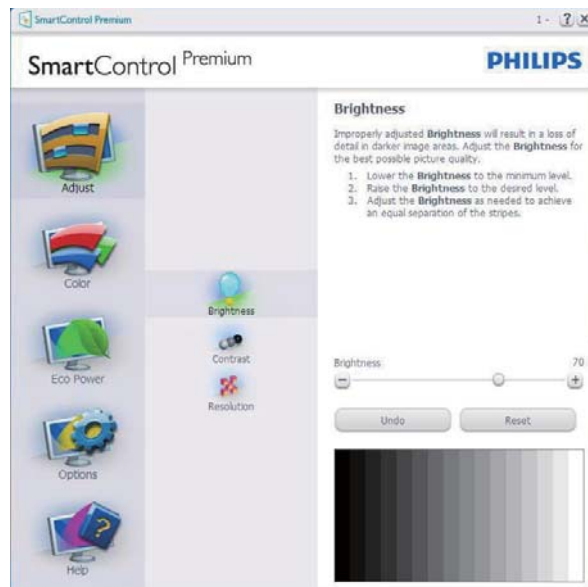 SmartControl Premium
1 - ? X
SmartControl Premium
PHILIPS
Adjust
Color
Eco Power
Options
Help
Brightness
Contrast
Resolution
Brightness
Improperly adjusted Brightness will result in a loss of
detail in darker image areas. Adjust the Brightness for
the best possible picture quality.
1. Lower the Brightness to the minimum level.
2. Raise the Brightness to the desired level.
3. Adjust the Brightness as needed to achieve
an equal separation of the stripes.
Brightness 70
Undo Reset